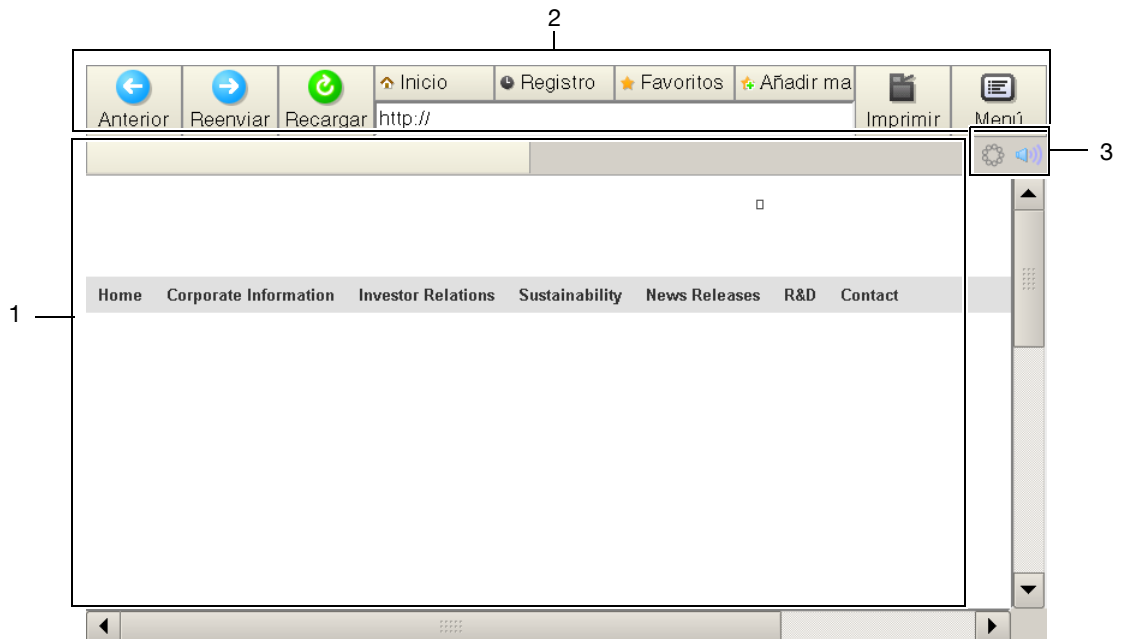 2
Inicio Registro Favoritos Añadir ma
Anterior Reenviar Recargar http:// Imprimir Menú
3
Home Corporate Information Investor Relations Sustainability News Releases R&D Contact
1